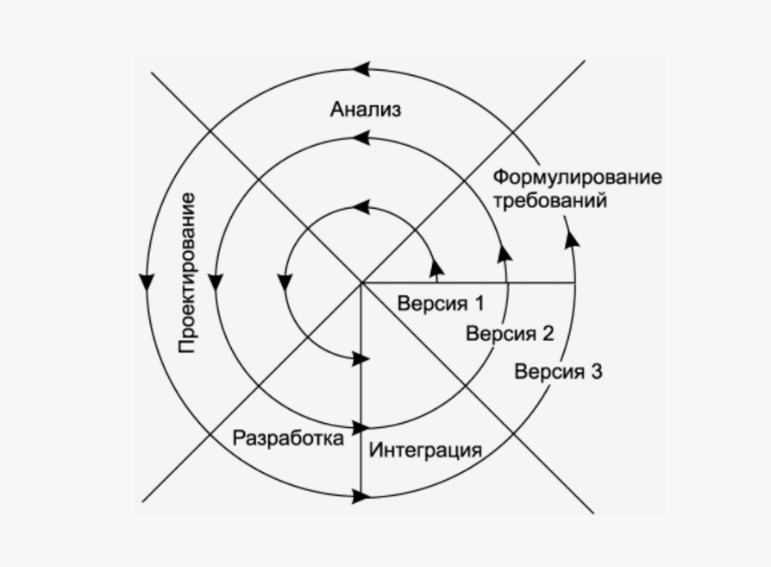 Анализ
Формулирование
требований
Проектирование
Версия 1
Версия 2
Версия 3
Разработка
Интеграция